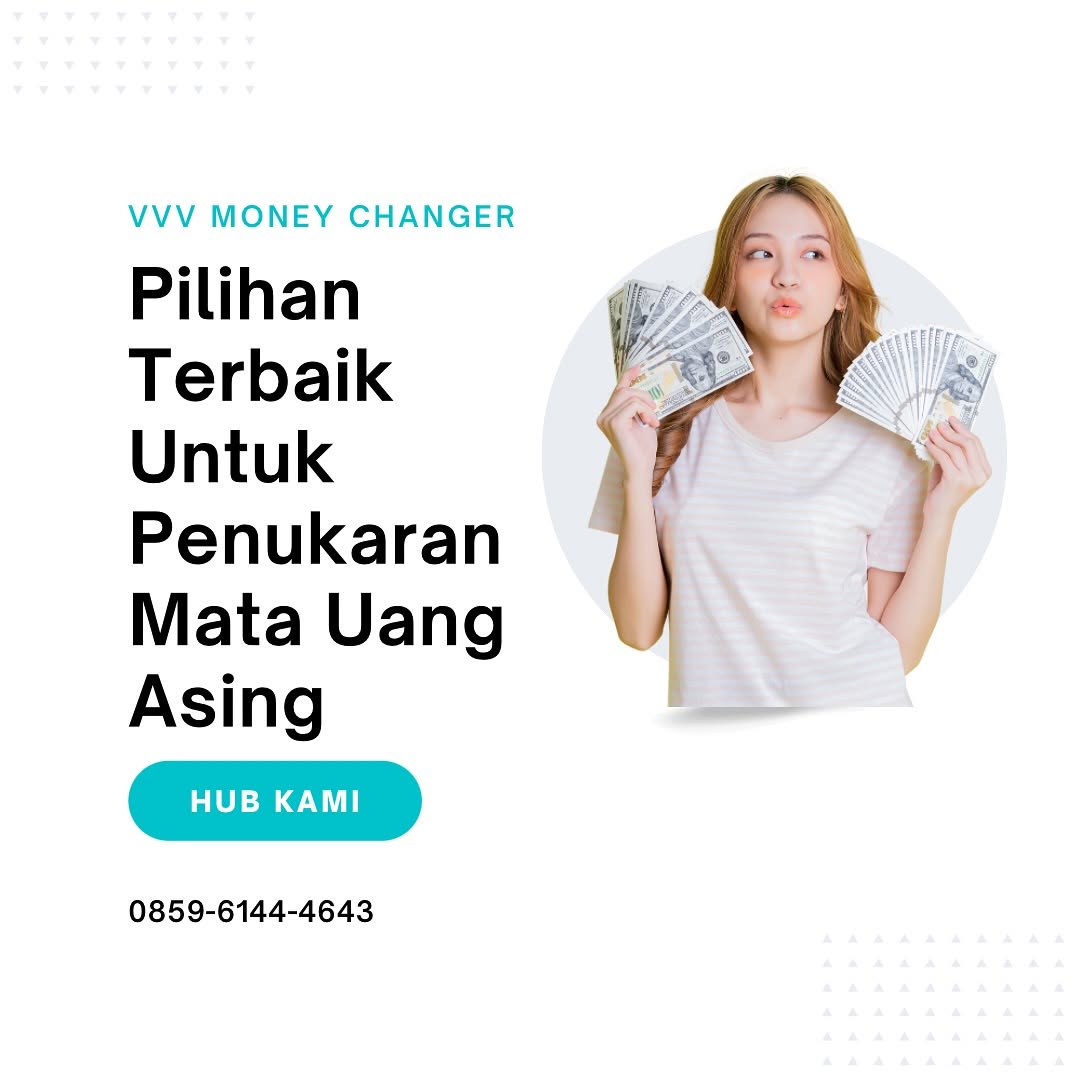 VVV MONEY CHANGER
Pilihan
Terbaik
Untuk
Penukaran
Mata Uang
Asing
HUB KAMI
0859-6144-4643